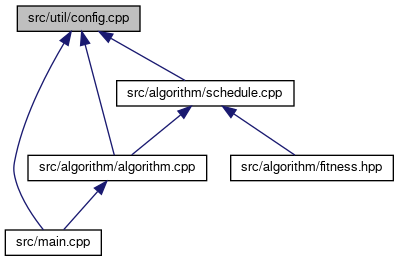 src/util/config.cpp
src/algorithm/schedule.cpp
src/algorithm/algorithm.cpp
src/algorithm/fitness.hpp
src/main.cpp